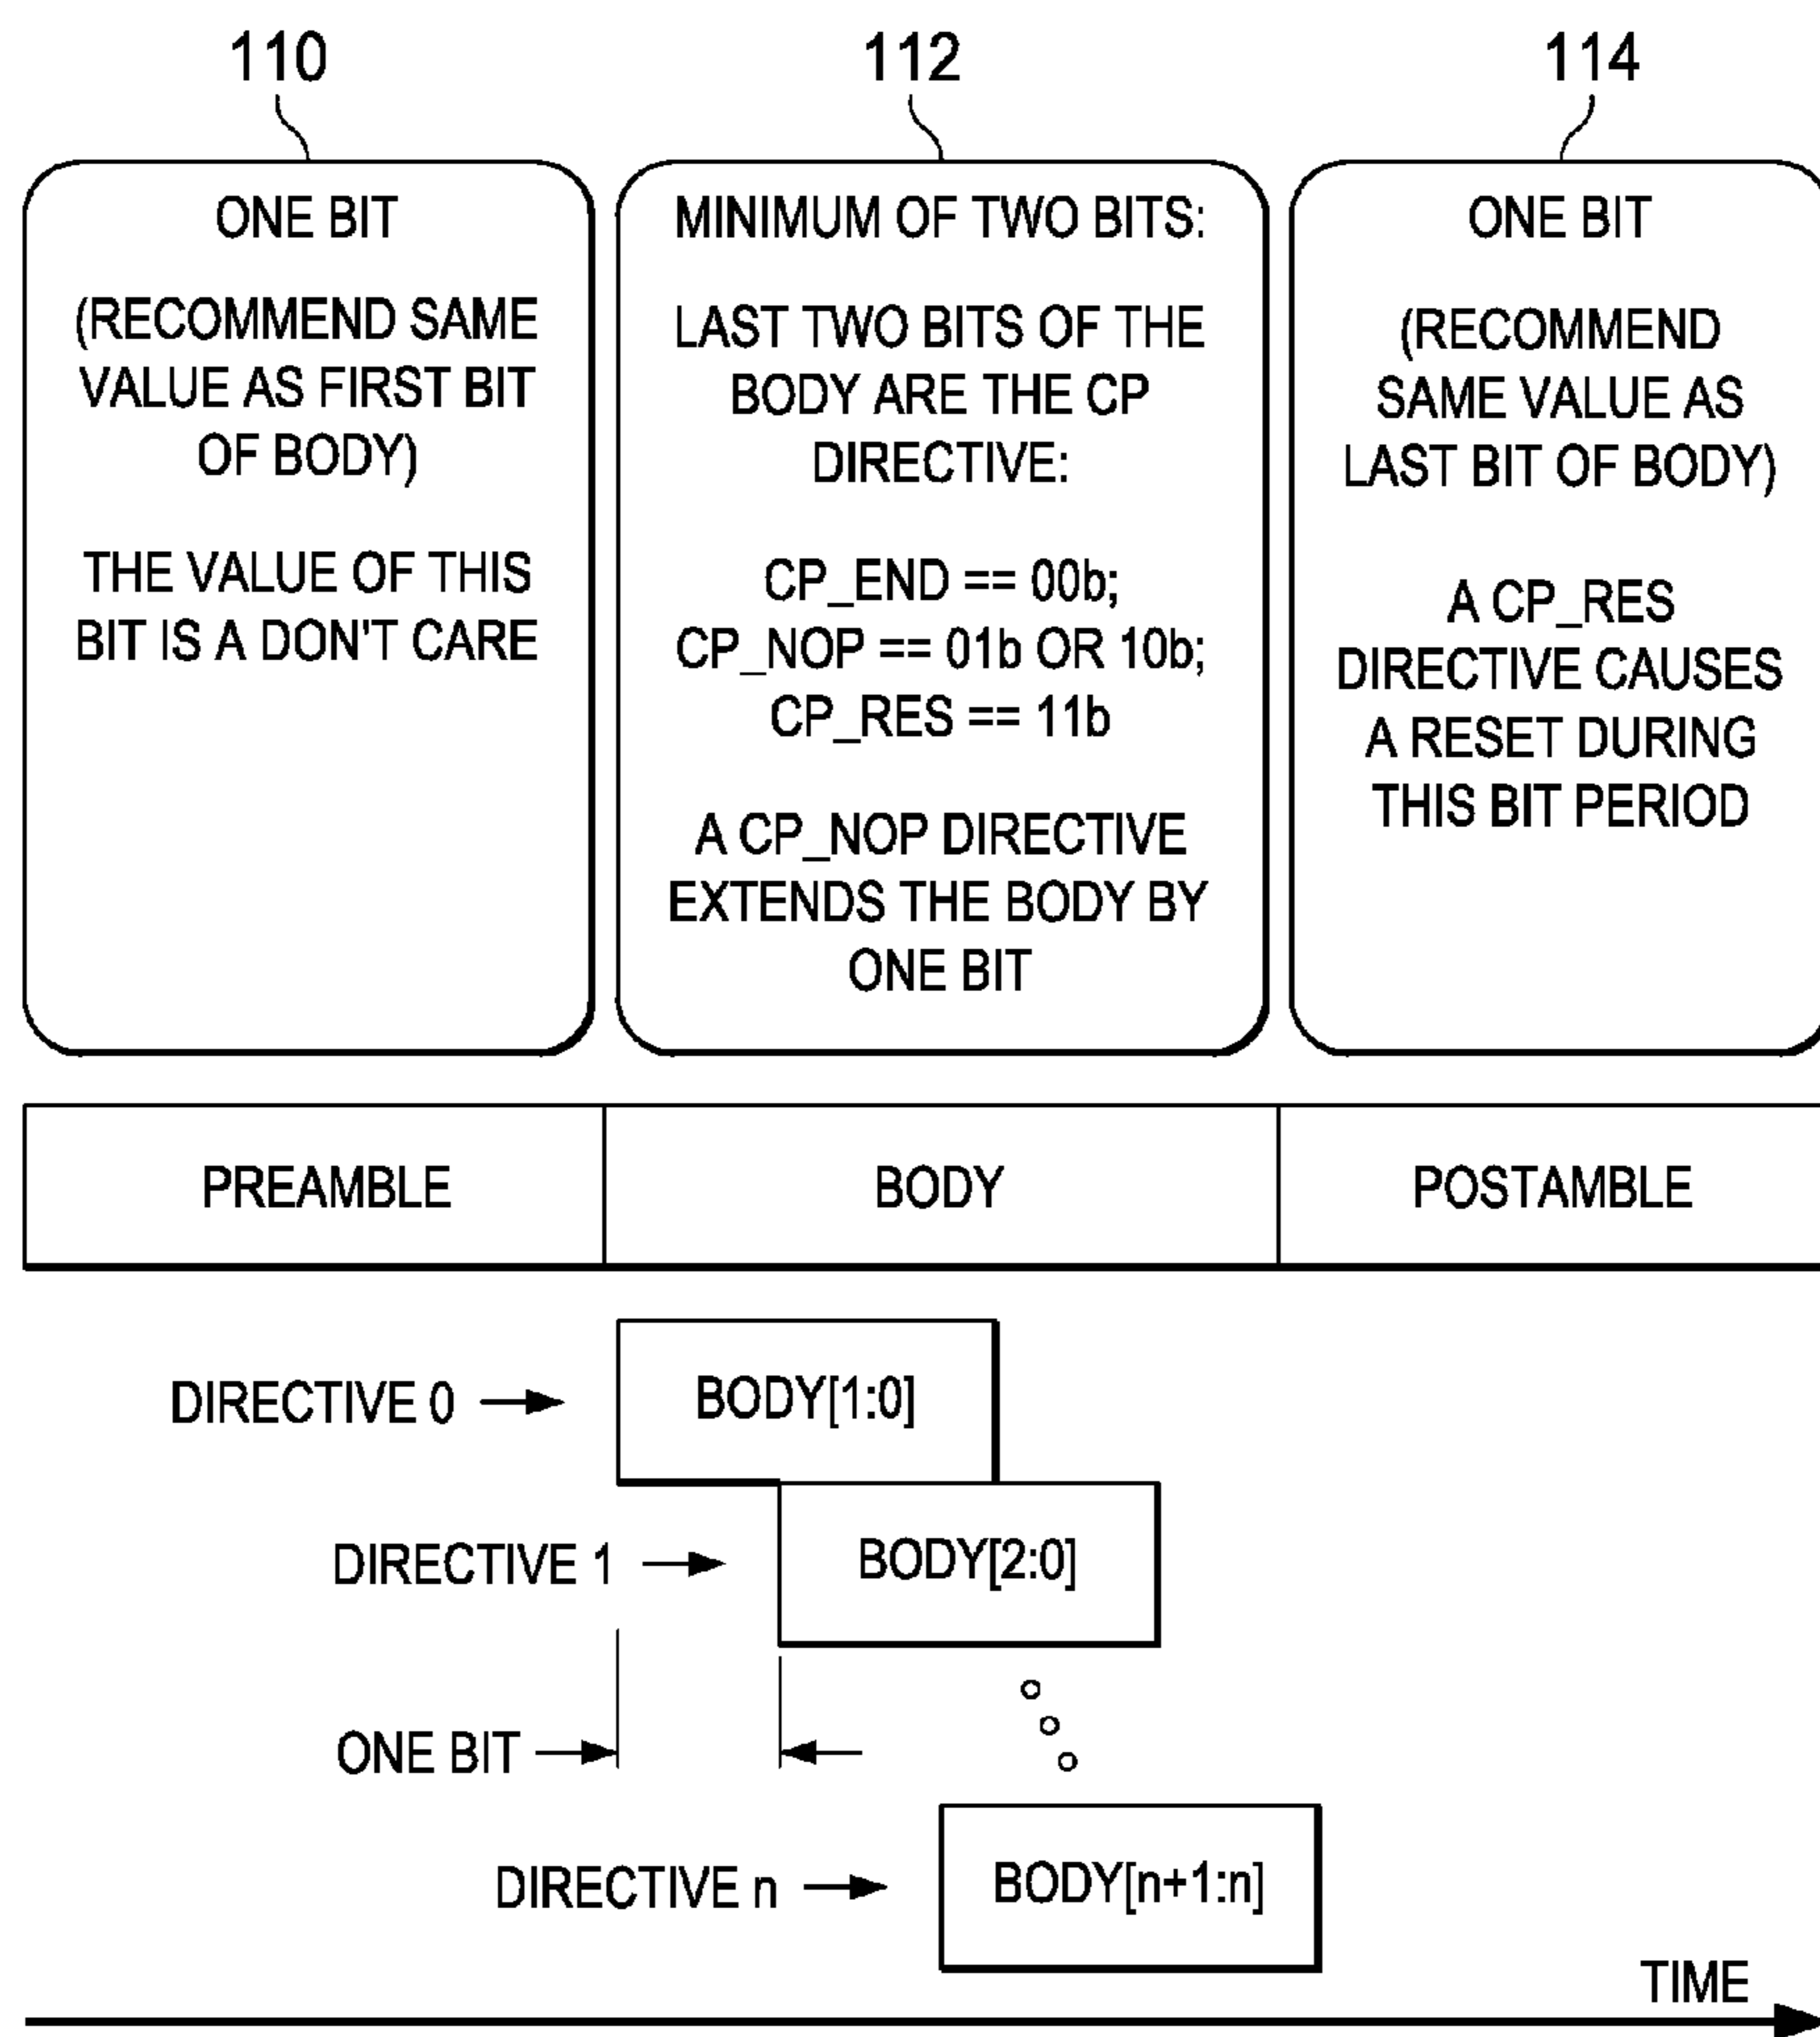 110
112
114
ONE BIT
(RECOMMEND SAME
VALUE AS FIRST BIT
OF BODY)
THE VALUE OF THIS
BIT IS A DON'T CARE
MINIMUM OF TWO BITS:
LAST TWO BITS OF THE
BODY ARE THE CP
DIRECTIVE:
CP_END == 00b;
CP_NOP == 01b OR 10b;
CP_RES == 11b
A CP_NOP DIRECTIVE
EXTENDS THE BODY BY
ONE BIT
ONE BIT
(RECOMMEND
SAME VALUE AS
LAST BIT OF BODY)
A CP_RES
DIRECTIVE CAUSES
A RESET DURING
THIS BIT PERIOD
PREAMBLE
BODY
POSTAMBLE
DIRECTIVE 0
BODY[1:0]
DIRECTIVE 1
BODY[2:0]
ONE BIT
DIRECTIVE n
BODY[n+1:n]
TIME